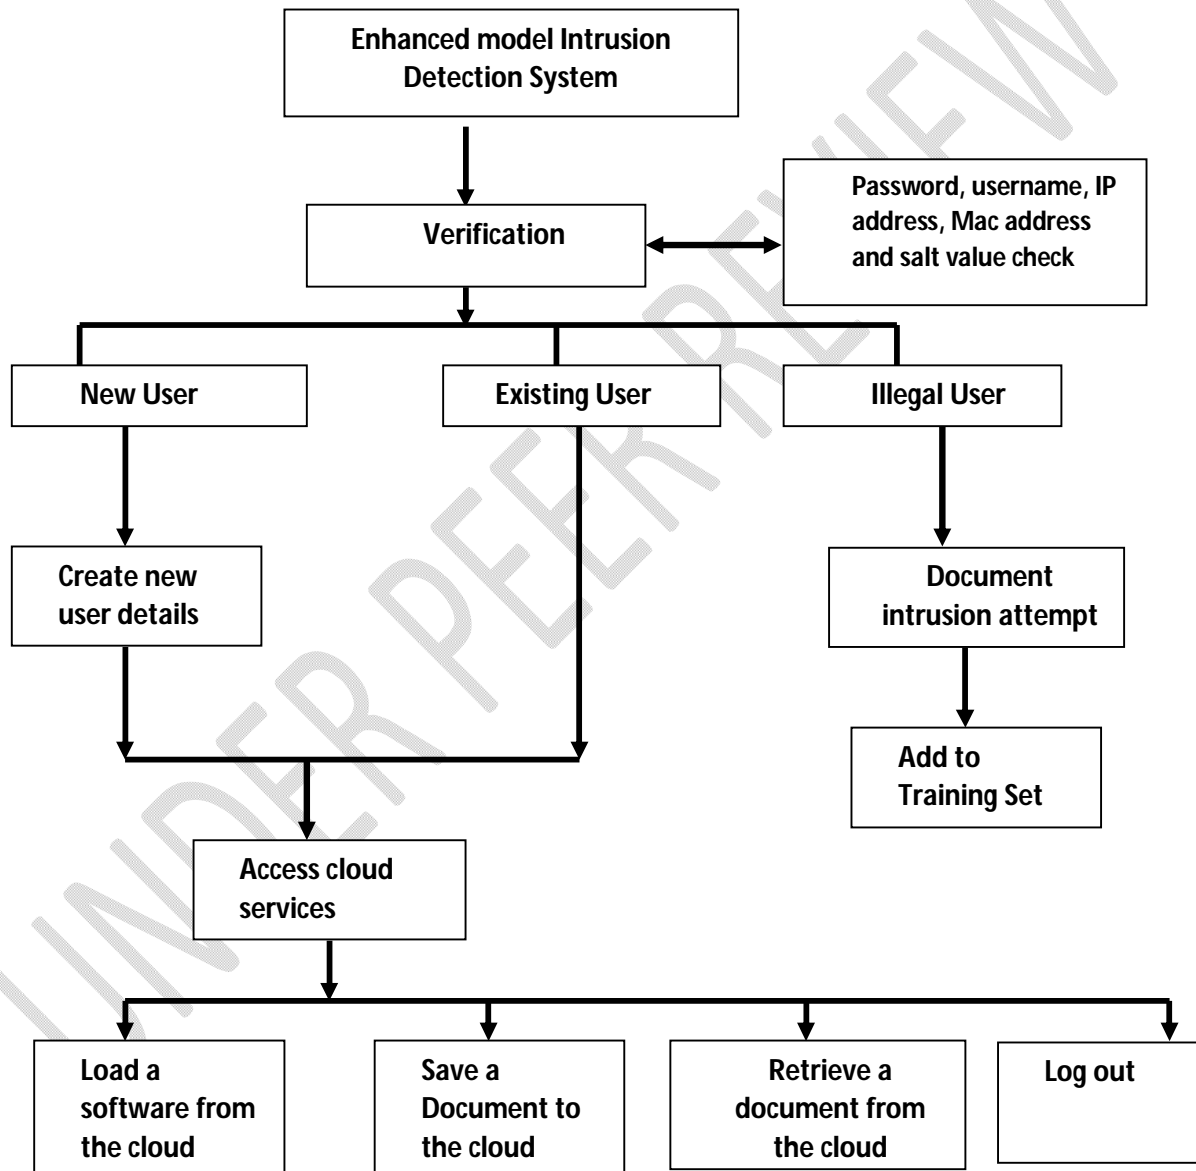 Enhanced model Intrusion
Detection System
Password, username, IP
address, Mac address
and salt value check
Verification
New User
Existing User
Illegal User
Create new
user details
Document
intrusion attempt
Add to
Training Set
Access cloud
services
Load a
software from
the cloud
Save a
Document to
the cloud
Retrieve a
document from
the cloud
Log out
UNDER PEER REVIEW